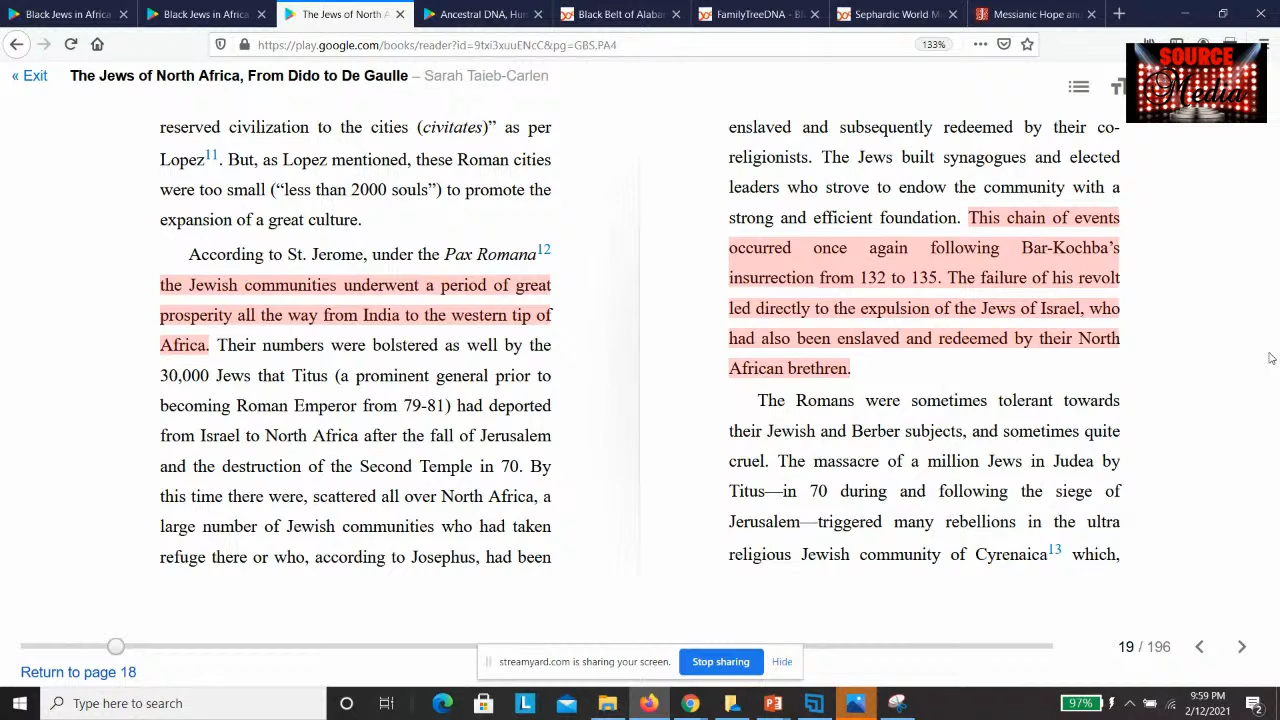 Black Jews in Africa
Black Jews in Africa
The Jews of North A
Ancestral DNA, Hu
Black Belt of Alaba
FamilyTreeDNA - Bl
Sephardic World M
Messianic Hope and
133%
« Exit
The Jews of North Africa, From Dido to De Gaulle – Sarah Taieb-Carlen
SOURCE
Media
reserved civilization to the cities (civitates)" as per
Lopez11. But, as Lopez mentioned, these Roman cities
were too small (“less than 2000 souls”) to promote the
expansion of a great culture.
According to St. Jerome, under the Pax Romana12
the Jewish communities underwent a period of great
prosperity all the way from India to the western tip of
Africa. Their numbers were bolstered as well by the
30,000 Jews that Titus (a prominent general prior to
becoming Roman Emperor from 79-81) had deported
from Israel to North Africa after the fall of Jerusalem
and the destruction of the Second Temple in 70. By
this time there were, scattered all over North Africa, a
large number of Jewish communities who had taken
refuge there or who, according to Josephus, had been
enslaved and subsequently redeemed by their co-
religionists. The Jews built synagogues and elected
leaders who strove to endow the community with a
strong and efficient foundation. This chain of events
occurred once again following Bar-Kochba’s
insurrection from 132 to 135. The failure of his revolt
led directly to the expulsion of the Jews of Israel, who
had also been enslaved and redeemed by their North
African brethren.
The Romans were sometimes tolerant towards
their Jewish and Berber subjects, and sometimes quite
cruel. The massacre of a million Jews in Judea by
Titus—in 70 during and following the siege of
Jerusalem—triggered many rebellions in the ultra
religious Jewish community of Cyrenaica13 which,
19 / 196
Return to page 18
streamyard.com is sharing your screen.
Stop sharing
Hide
Type here to search
97%
9:59 PM
2/12/2021
2